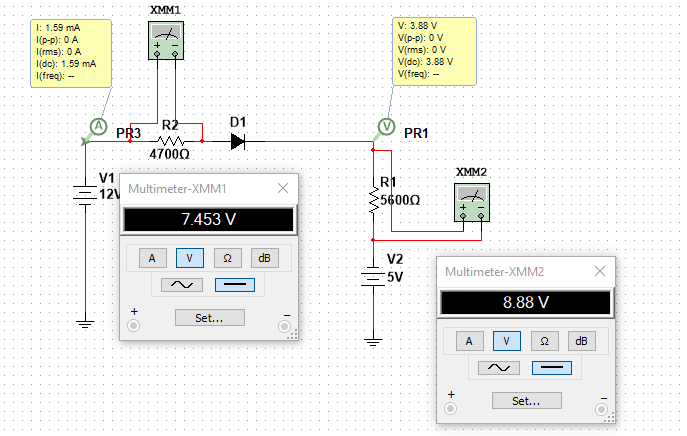 XMM1
I: 1.59 mA
I(p-p): 0 A
I(rms): 0 A
I(dc): 1.59 mA
I(freq): --
V: 3.88 V
V(p-p): 0 V
V(rms): 0 V
V(dc): 3.88 V
V(freq): --
A
PR3
R2
4700Ω
D1
V
PR1
V1
12V
R1
5600Ω
XMM2
V2
5V
Multimeter-XMM1
7.453 V
A V Ω dB
+ −
Set...
Multimeter-XMM2
8.88 V
A V Ω dB
+ −
Set...